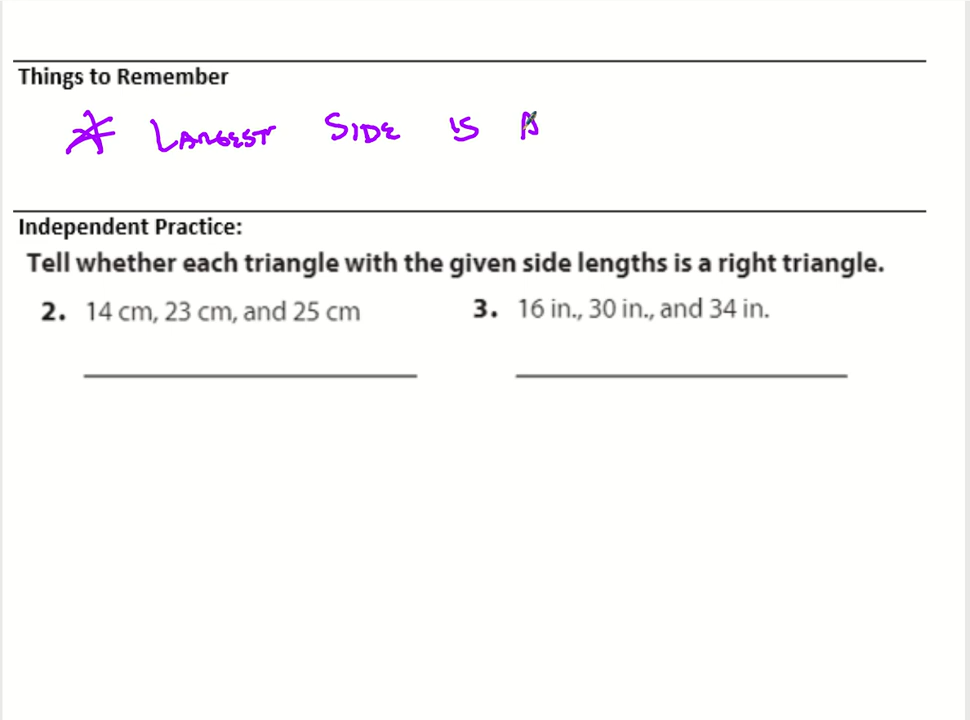 Things to Remember
* LARGEST SIDE IS A
Independent Practice:
Tell whether each triangle with the given side lengths is a right triangle.
2. 14 cm, 23 cm, and 25 cm
3. 16 in., 30 in., and 34 in.